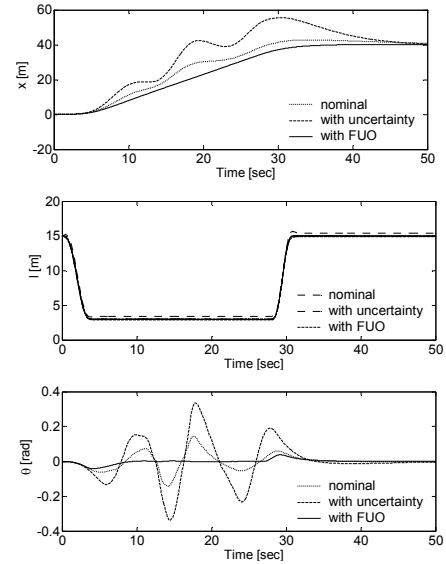 60
40
20
0
-20
x [m]
nominal
with uncertainty
with FUO
0 10 20 30 40 50
Time [sec]
20
15
10
5
0
l [m]
nominal
with uncertainty
with FUO
0 10 20 30 40 50
Time [sec]
0.4
0.2
0
-0.2
-0.4
θ [rad]
nominal
with uncertainty
with FUO
0 10 20 30 40 50
Time [sec]